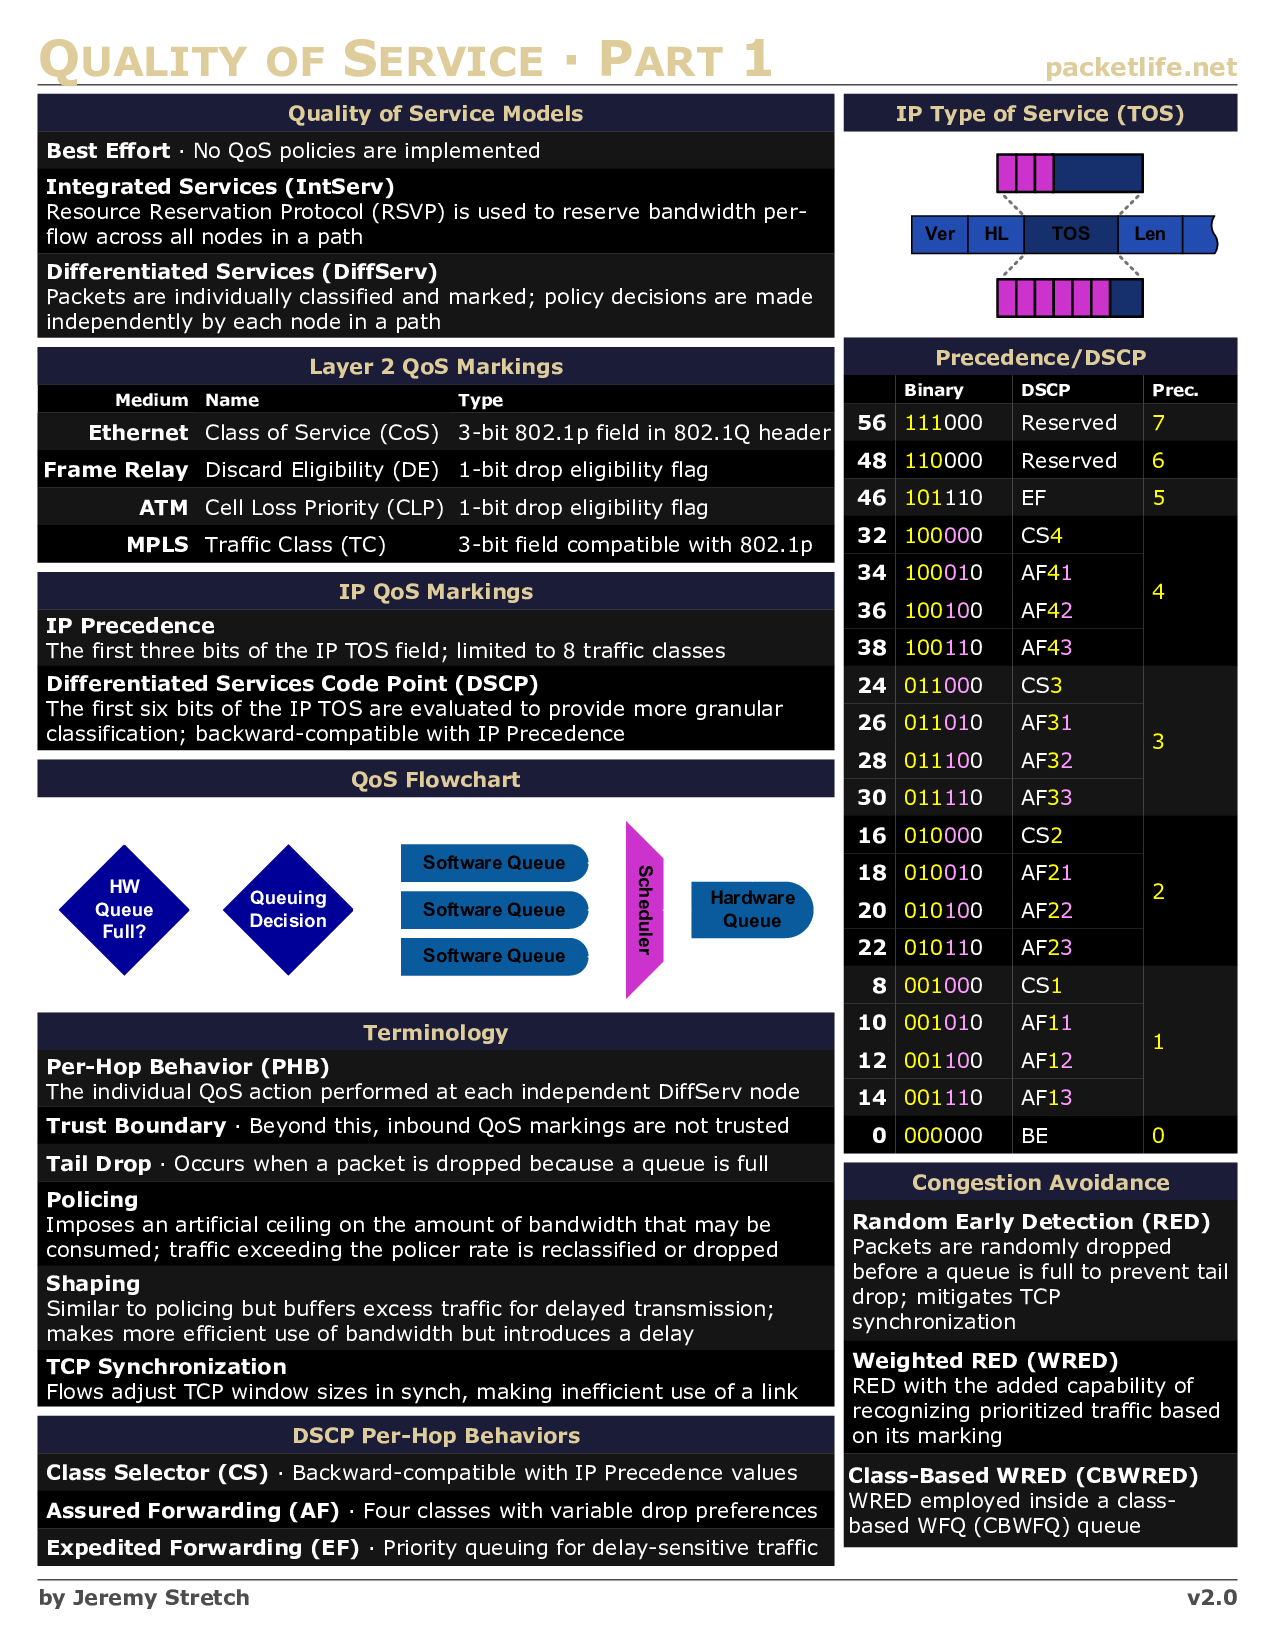 QUALITY OF SERVICE · PART 1
packetlife.net
Quality of Service Models
Best Effort · No QoS policies are implemented
Integrated Services (IntServ)
Resource Reservation Protocol (RSVP) is used to reserve bandwidth per-
flow across all nodes in a path
Differentiated Services (DiffServ)
Packets are individually classified and marked; policy decisions are made
independently by each node in a path
Layer 2 QoS Markings
Medium Name Type
Ethernet Class of Service (CoS) 3-bit 802.1p field in 802.1Q header
Frame Relay Discard Eligibility (DE) 1-bit drop eligibility flag
ATM Cell Loss Priority (CLP) 1-bit drop eligibility flag
MPLS Traffic Class (TC) 3-bit field compatible with 802.1p
IP QoS Markings
IP Precedence
The first three bits of the IP TOS field; limited to 8 traffic classes
Differentiated Services Code Point (DSCP)
The first six bits of the IP TOS are evaluated to provide more granular
classification; backward-compatible with IP Precedence
QoS Flowchart
HW
Queue
Full?
Queuing
Decision
Software Queue
Software Queue
Software Queue
Scheduler
Hardware
Queue
Terminology
Per-Hop Behavior (PHB)
The individual QoS action performed at each independent DiffServ node
Trust Boundary · Beyond this, inbound QoS markings are not trusted
Tail Drop · Occurs when a packet is dropped because a queue is full
Policing
Imposes an artificial ceiling on the amount of bandwidth that may be
consumed; traffic exceeding the policer rate is reclassified or dropped
Shaping
Similar to policing but buffers excess traffic for delayed transmission;
makes more efficient use of bandwidth but introduces a delay
TCP Synchronization
Flows adjust TCP window sizes in synch, making inefficient use of a link
DSCP Per-Hop Behaviors
Class Selector (CS) · Backward-compatible with IP Precedence values
Assured Forwarding (AF) · Four classes with variable drop preferences
Expedited Forwarding (EF) · Priority queuing for delay-sensitive traffic
IP Type of Service (TOS)
Ver HL TOS Len
Precedence/DSCP
Binary DSCP Prec.
56 111000 Reserved 7
48 110000 Reserved 6
46 101110 EF 5
32 100000 CS4
34 100010 AF41
4
36 100100 AF42
38 100110 AF43
24 011000 CS3
26 011010 AF31
3
28 011100 AF32
30 011110 AF33
16 010000 CS2
18 010010 AF21
2
20 010100 AF22
22 010110 AF23
8 001000 CS1
10 001010 AF11
1
12 001100 AF12
14 001110 AF13
0 000000 BE 0
Congestion Avoidance
Random Early Detection (RED)
Packets are randomly dropped
before a queue is full to prevent tail
drop; mitigates TCP
synchronization
Weighted RED (WRED)
RED with the added capability of
recognizing prioritized traffic based
on its marking
Class-Based WRED (CBWRED)
WRED employed inside a class-
based WFQ (CBWFQ) queue
by Jeremy Stretch
v2.0